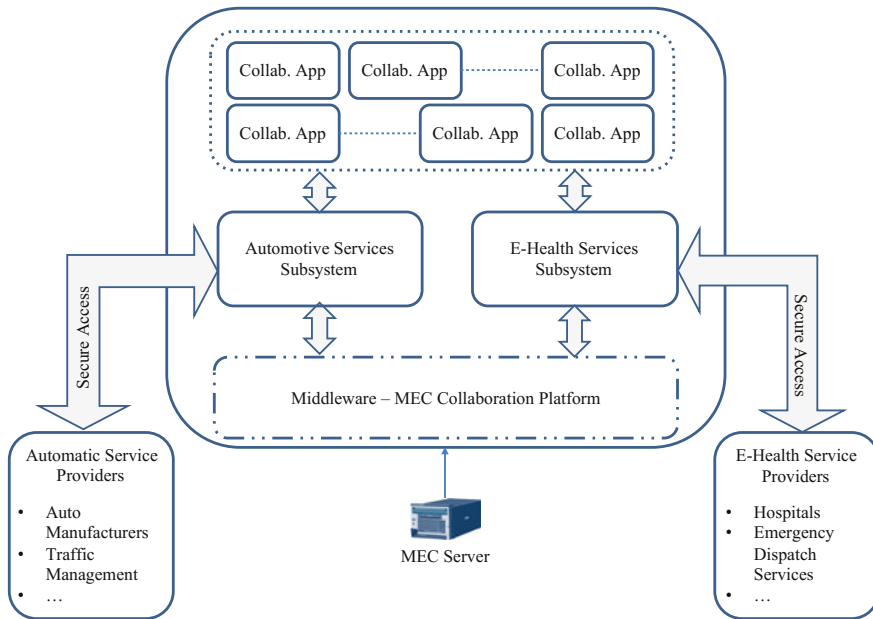 Collab. App
Collab. App
Collab. App
Collab. App
Collab. App
Collab. App
Automotive Services
Subsystem
E-Health Services
Subsystem
Secure Access
Secure Access
Middleware – MEC Collaboration Platform
Automatic Service
Providers
• Auto
Manufacturers
• Traffic
Management
• …
MEC Server
E-Health Service
Providers
• Hospitals
• Emergency
Dispatch
Services
• …